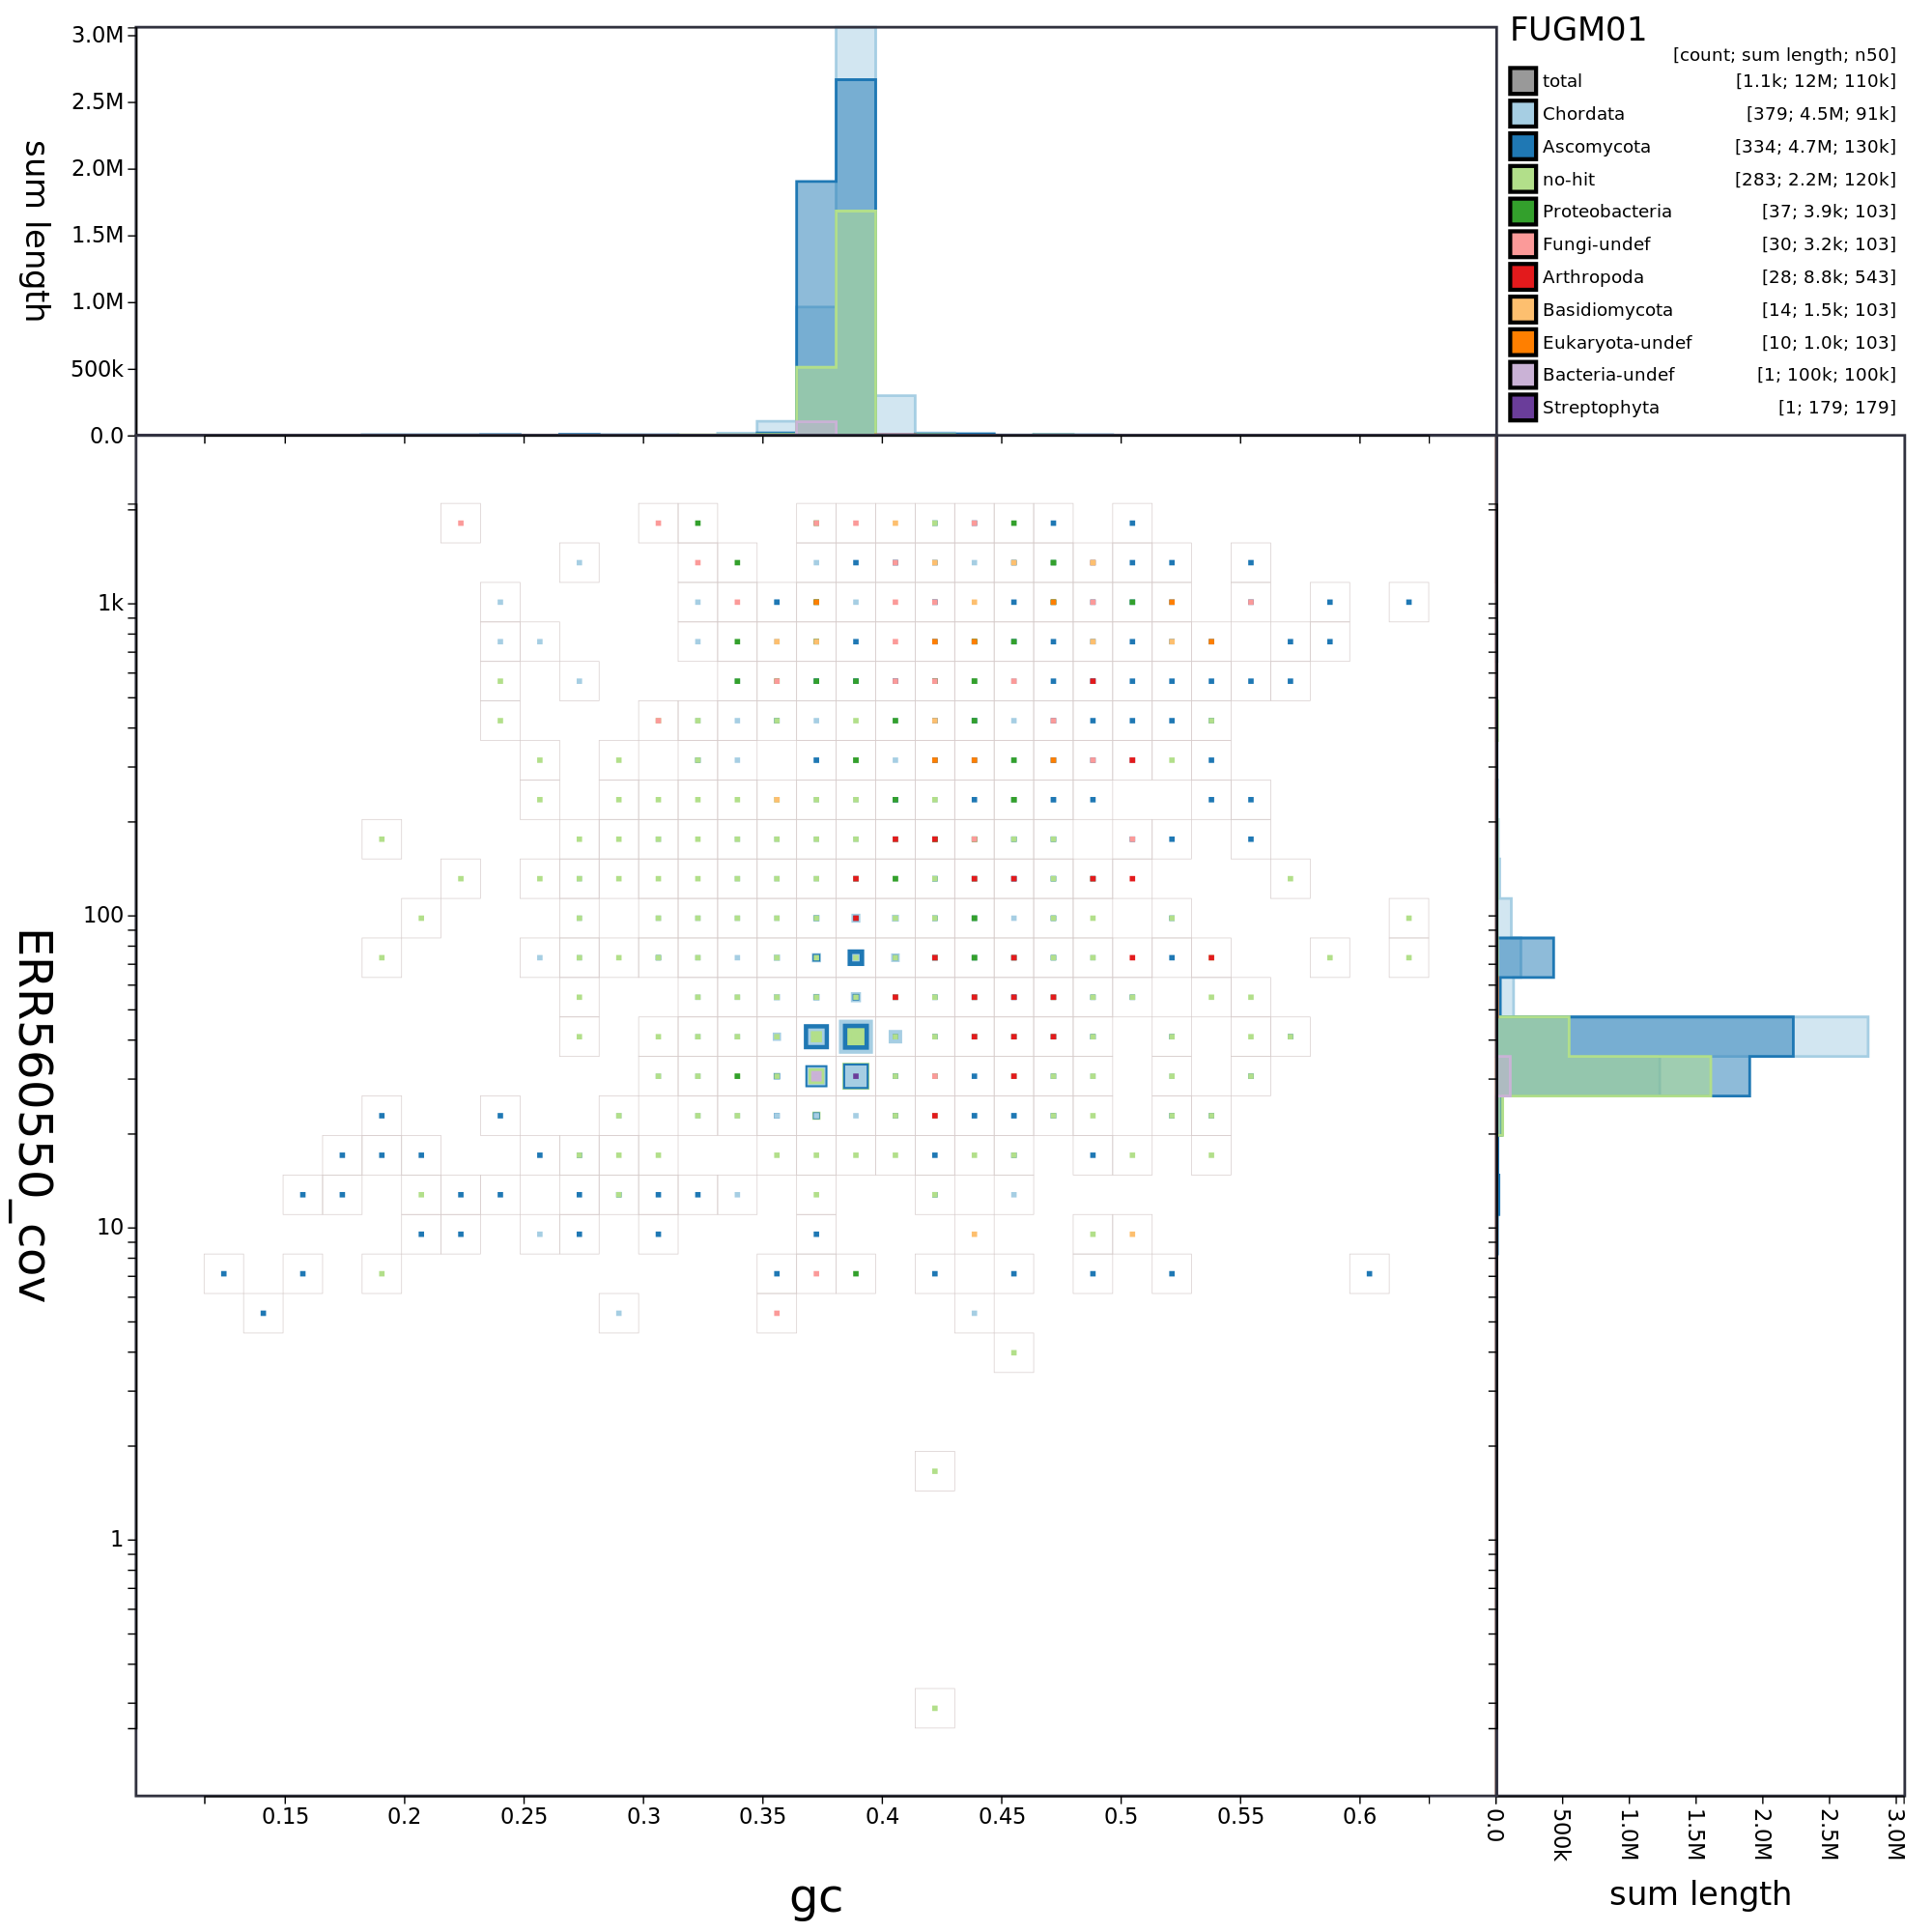 FUGM01
[count; sum length; n50]
total [1.1k; 12M; 110k]
Chordata [379; 4.5M; 91k]
Ascomycota [334; 4.7M; 130k]
no-hit [283; 2.2M; 120k]
Proteobacteria [37; 3.9k; 103]
Fungi-undef [30; 3.2k; 103]
Arthropoda [28; 8.8k; 543]
Basidiomycota [14; 1.5k; 103]
Eukaryota-undef [10; 1.0k; 103]
Bacteria-undef [1; 100k; 100k]
Streptophyta [1; 179; 179]
sum length
3.0M
2.5M
2.0M
1.5M
1.0M
500k
0.0
ERR560550_cov
1k
100
10
1
0.15 0.2 0.25 0.3 0.35 0.4 0.45 0.5 0.55 0.6
gc
0.0 500k 1.0M 1.5M 2.0M 2.5M 3.0M
sum length